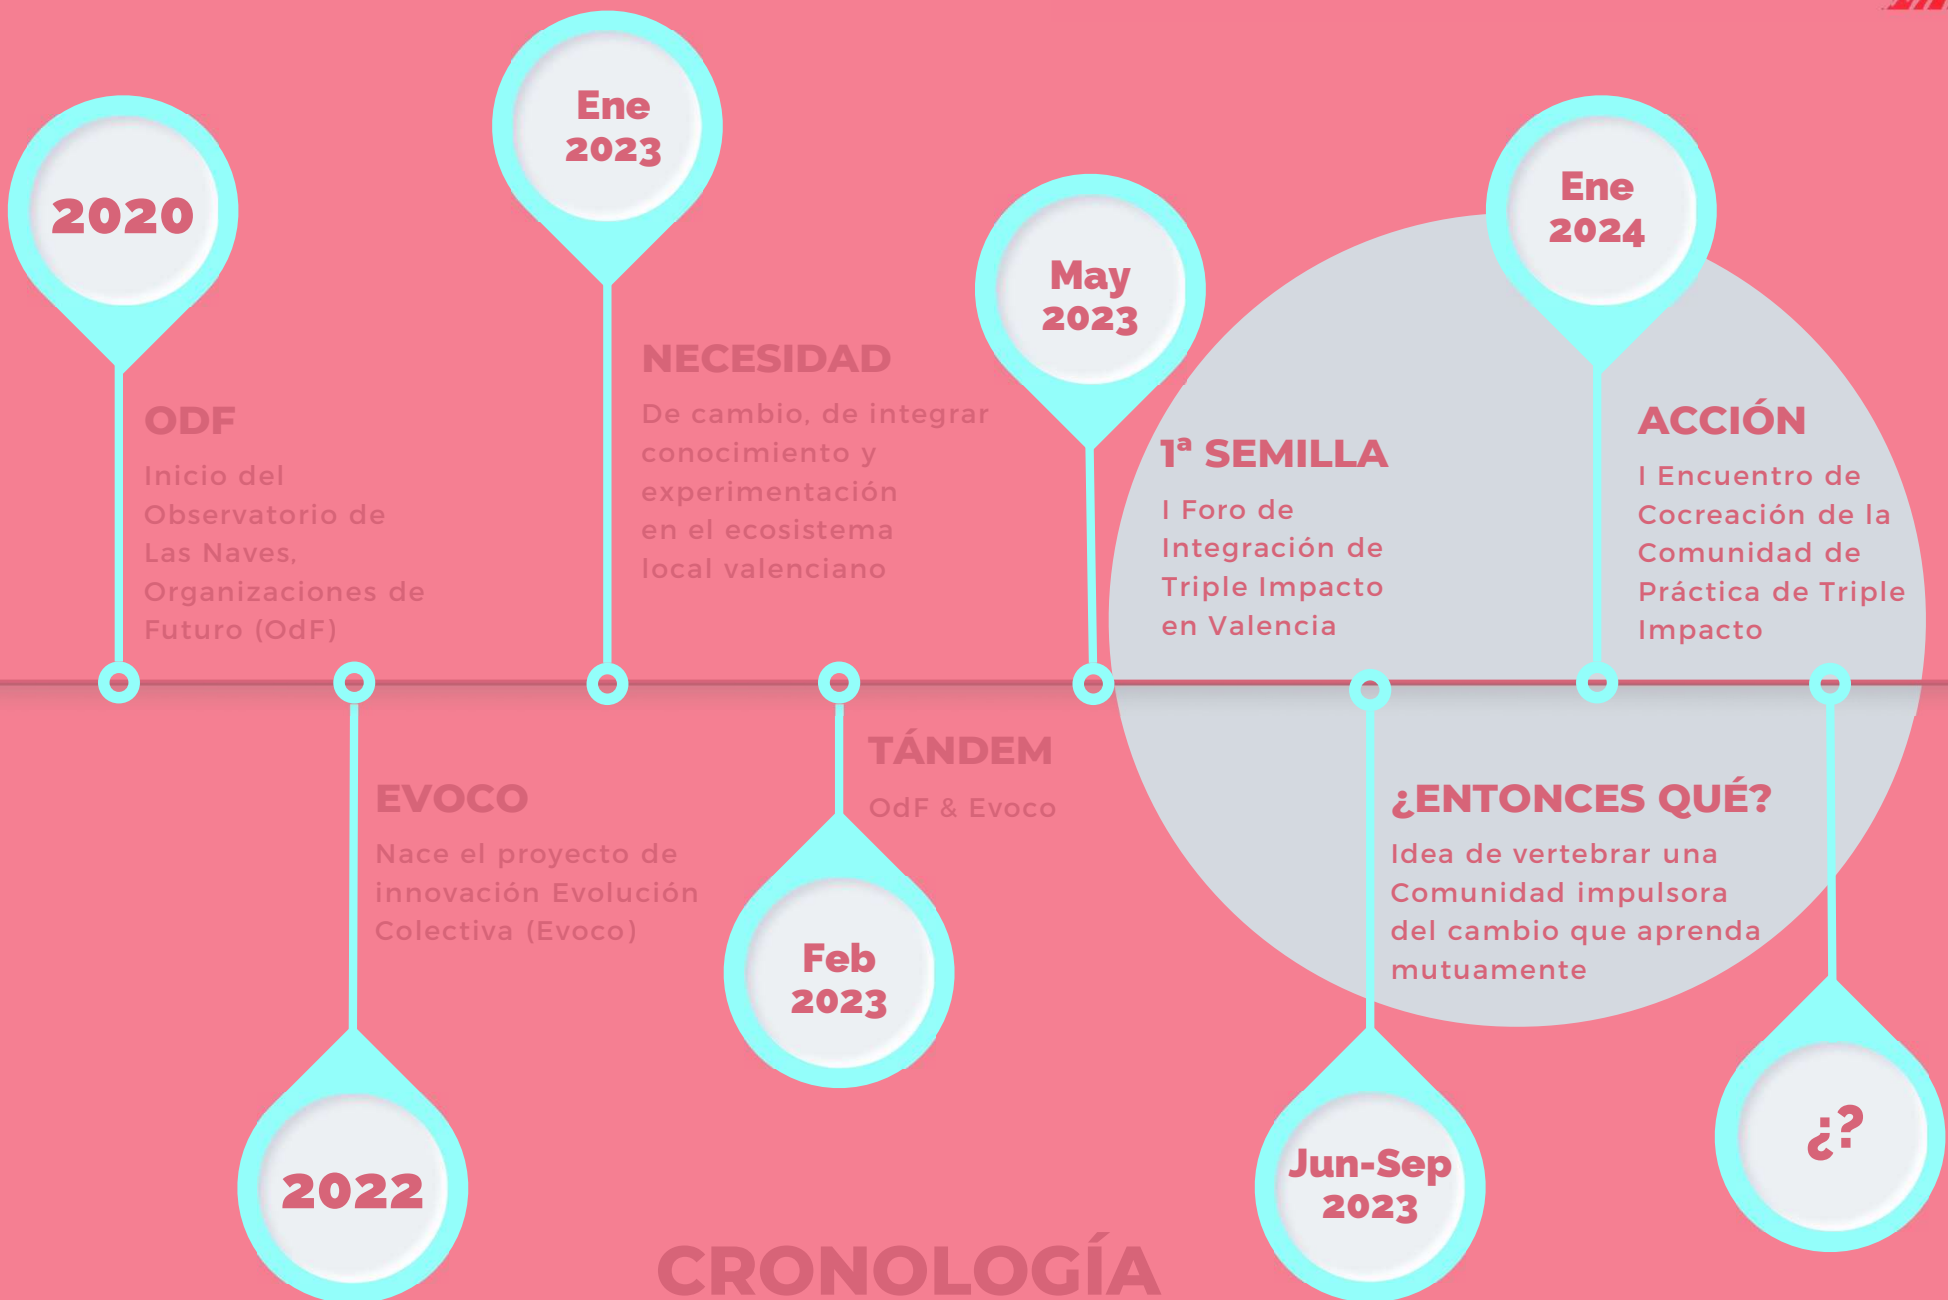 2020
ODF
Inicio del
Observatorio de
Las Naves,
Organizaciones de
Futuro (OdF)
2022
EVOCO
Nace el proyecto de
innovación Evolución
Colectiva (Evoco)
Ene
2023
NECESIDAD
De cambio, de integrar
conocimiento y
experimentación
en el ecosistema
local valenciano
Feb
2023
TÁNDEM
OdF & Evoco
May
2023
1ª SEMILLA
I Foro de
Integración de
Triple Impacto
en Valencia
Jun-Sep
2023
¿ENTONCES QUÉ?
Idea de vertebrar una
Comunidad impulsora
del cambio que aprenda
mutuamente
Ene
2024
ACCIÓN
I Encuentro de
Cocreación de la
Comunidad de
Práctica de Triple
Impacto
¿?
CRONOLOGÍA